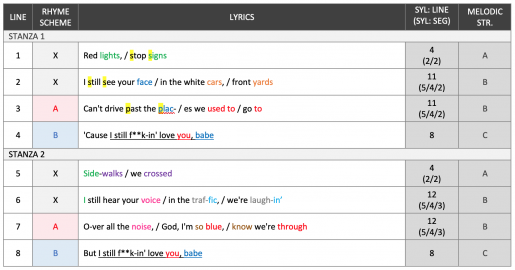 LINE RHYME SCHEME LYRICS SYL: LINE (SYL: SEG) MELODIC STR.
STANZA 1
1 X Red lights, / stop signs 4 (2/2) A
2 X I still see your face / in the white cars, / front yards 11 (5/4/2) B
3 A Can't drive past the plac- / es we used to / go to 11 (5/4/2) B
4 B 'Cause I still f**k-in' love you, babe 8 C
STANZA 2
5 X Side-walks / we crossed 4 (2/2) A
6 X I still hear your voice / in the traf-fic, / we're laugh-in' 12 (5/4/3) B
7 A O-ver all the noise, / God, I'm so blue, / know we're through 12 (5/4/3) B
8 B But I still f**k-in' love you, babe 8 C